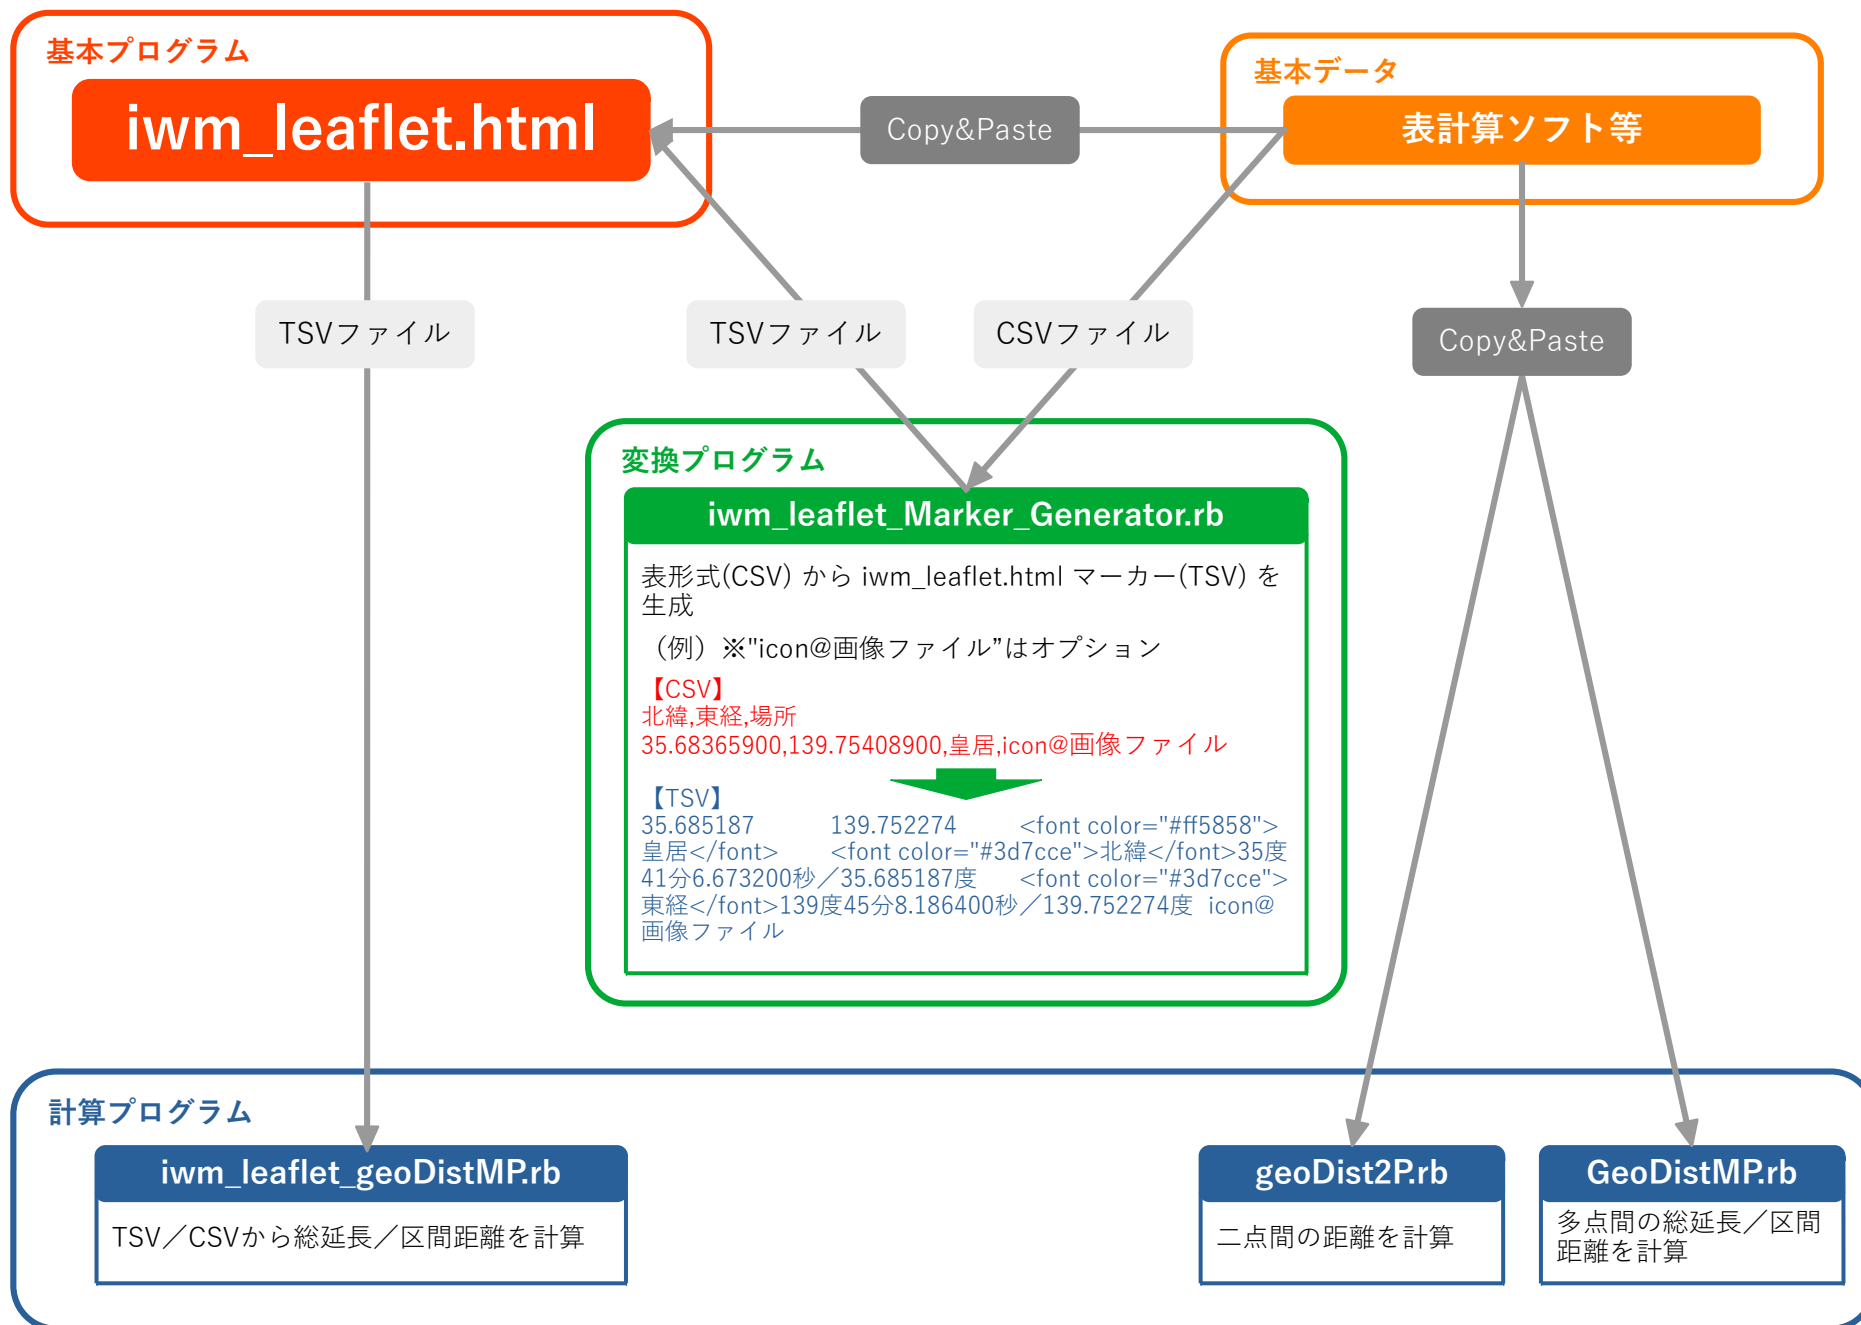 基本プログラム
iwm_leaflet.html
基本データ
表計算ソフト等
Copy&Paste
TSVファイル
TSVファイル
CSVファイル
Copy&Paste
変換プログラム
iwm_leaflet_Marker_Generator.rb
表形式(CSV) から iwm_leaflet.html マーカー(TSV) を
生成
（例）※"icon@画像ファイル”はオプション
【CSV】
北緯,東経,場所
35.68365900,139.75408900,皇居,icon@画像ファイル
【TSV】
35.685187 139.752274 <font color="#ff5858">
皇居</font> <font color="#3d7cce">北緯</font>35度
41分6.673200秒／35.685187度 <font color="#3d7cce">
東経</font>139度45分8.186400秒／139.752274度 icon@
画像ファイル
計算プログラム
iwm_leaflet_geoDistMP.rb
TSV／CSVから総延長／区間距離を計算
geoDist2P.rb
二点間の距離を計算
GeoDistMP.rb
多点間の総延長／区間
距離を計算